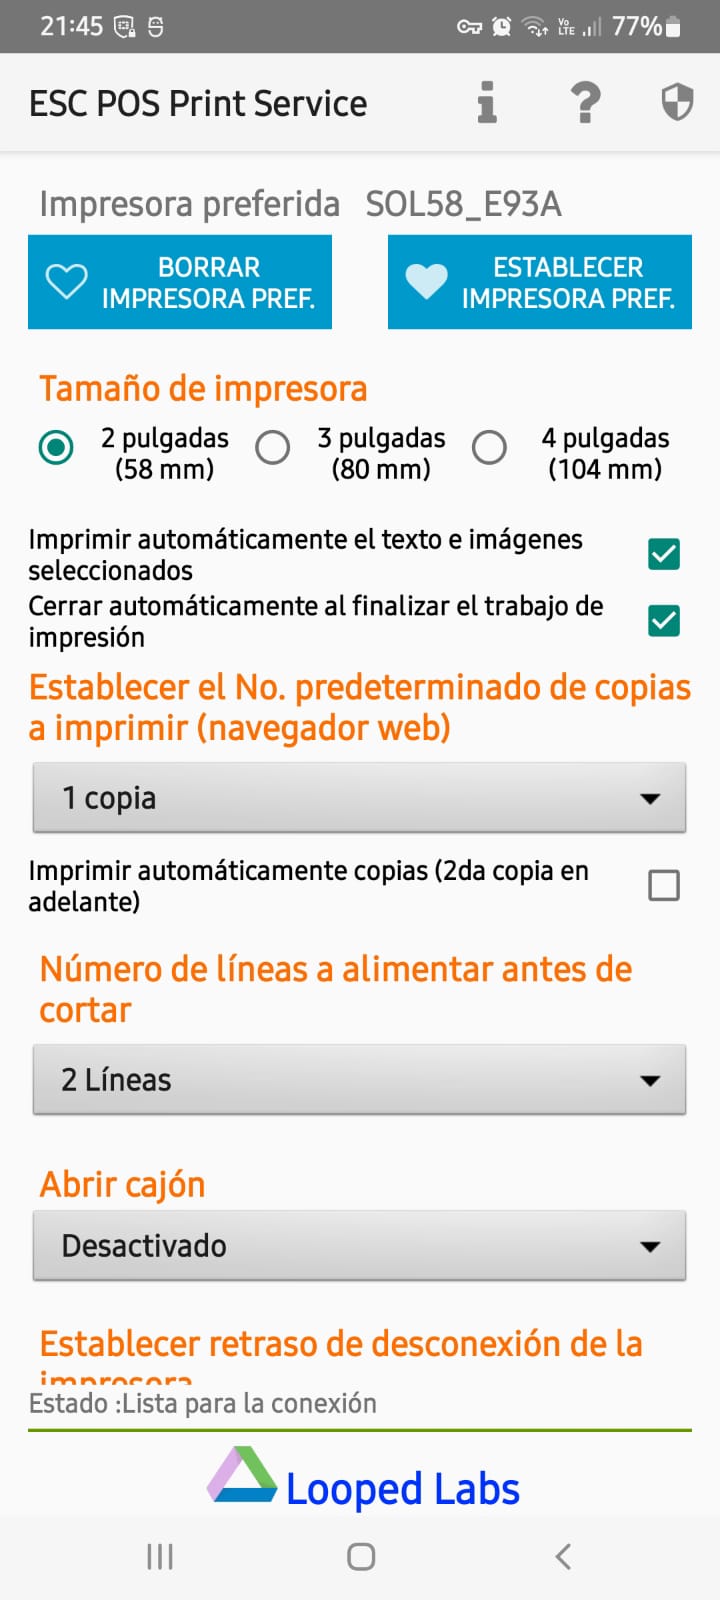 21:45
Vo
LTE
77%
ESC POS Print Service
Impresora preferida SOL58_E93A
BORRAR
IMPRESORA PREF.
ESTABLECER
IMPRESORA PREF.
Tamaño de impresora
2 pulgadas
(58 mm)
3 pulgadas
(80 mm)
4 pulgadas
(104 mm)
Imprimir automáticamente el texto e imágenes
seleccionados
Cerrar automáticamente al finalizar el trabajo de
impresión
Establecer el No. predeterminado de copias
a imprimir (navegador web)
1 copia
Imprimir automáticamente copias (2da copia en
adelante)
Número de líneas a alimentar antes de
cortar
2 Líneas
Abrir cajón
Desactivado
Establecer retraso de desconexión de la
impresora
Estado :Lista para la conexión
Looped Labs